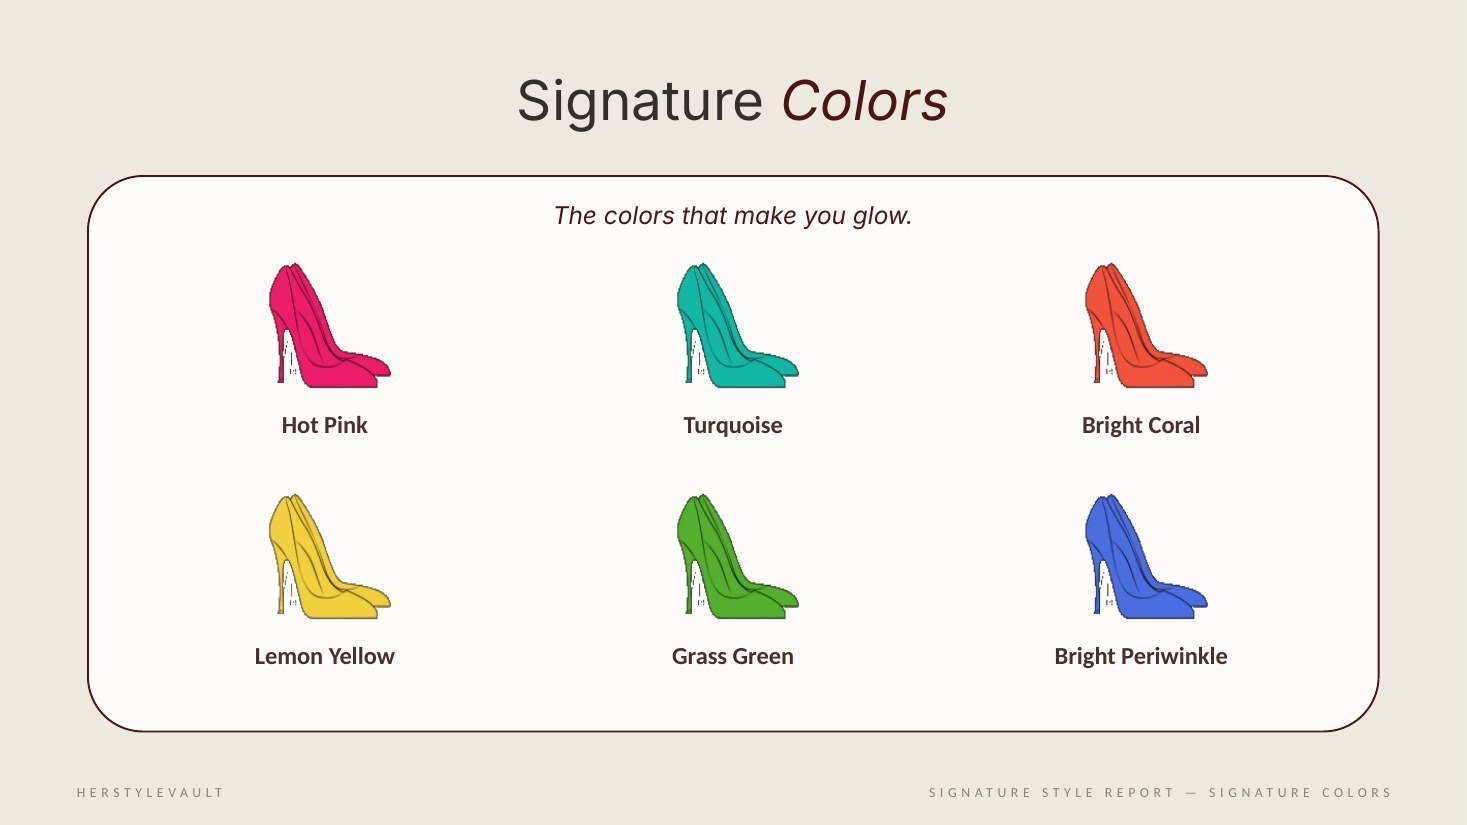 Signature Colors
The colors that make you glow.
Hot Pink
Turquoise
Bright Coral
Lemon Yellow
Grass Green
Bright Periwinkle
HERSTYLEVAULT
SIGNATURE STYLE REPORT — SIGNATURE COLORS